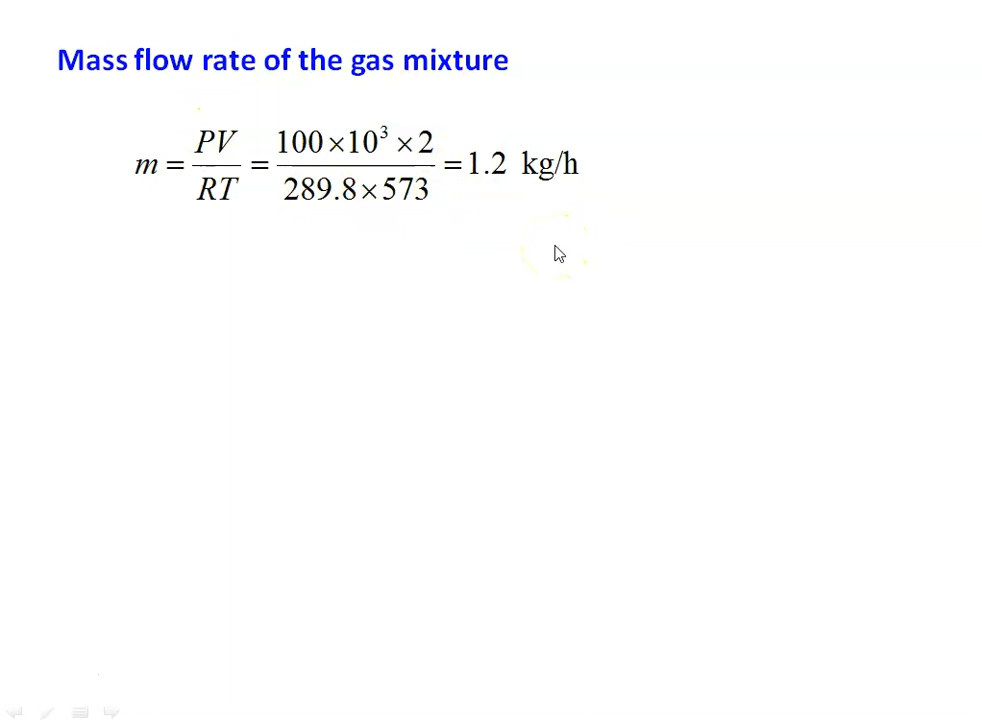 Mass flow rate of the gas mixture
m = PV/RT = 100×10³×2/289.8×573 = 1.2 kg/h